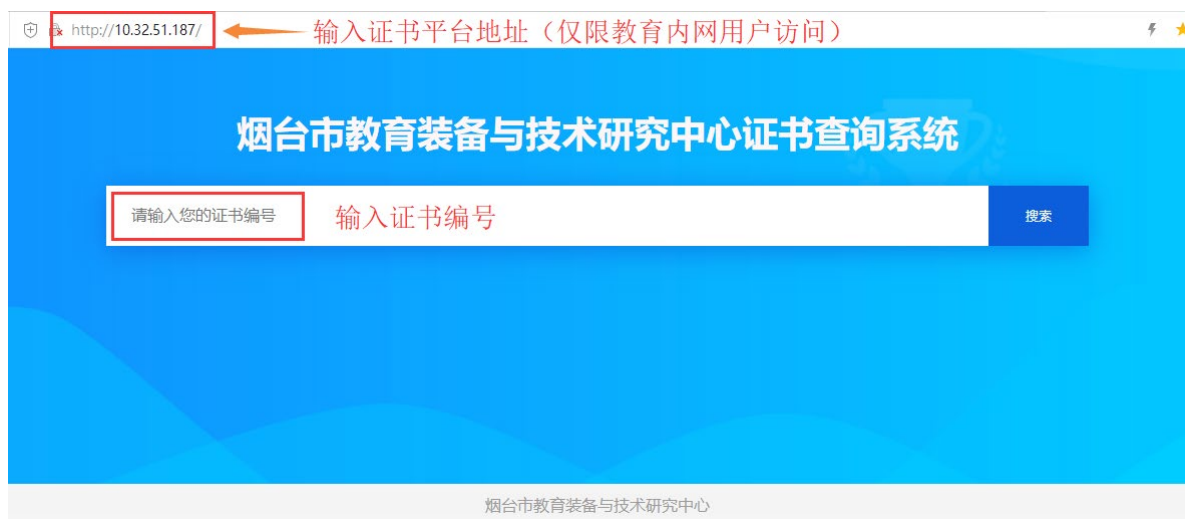 http://10.32.51.187/ 输入证书平台地址（仅限教育内网用户访问）
烟台市教育装备与技术研究中心证书查询系统
请输入您的证书编号 输入证书编号 搜索
烟台市教育装备与技术研究中心